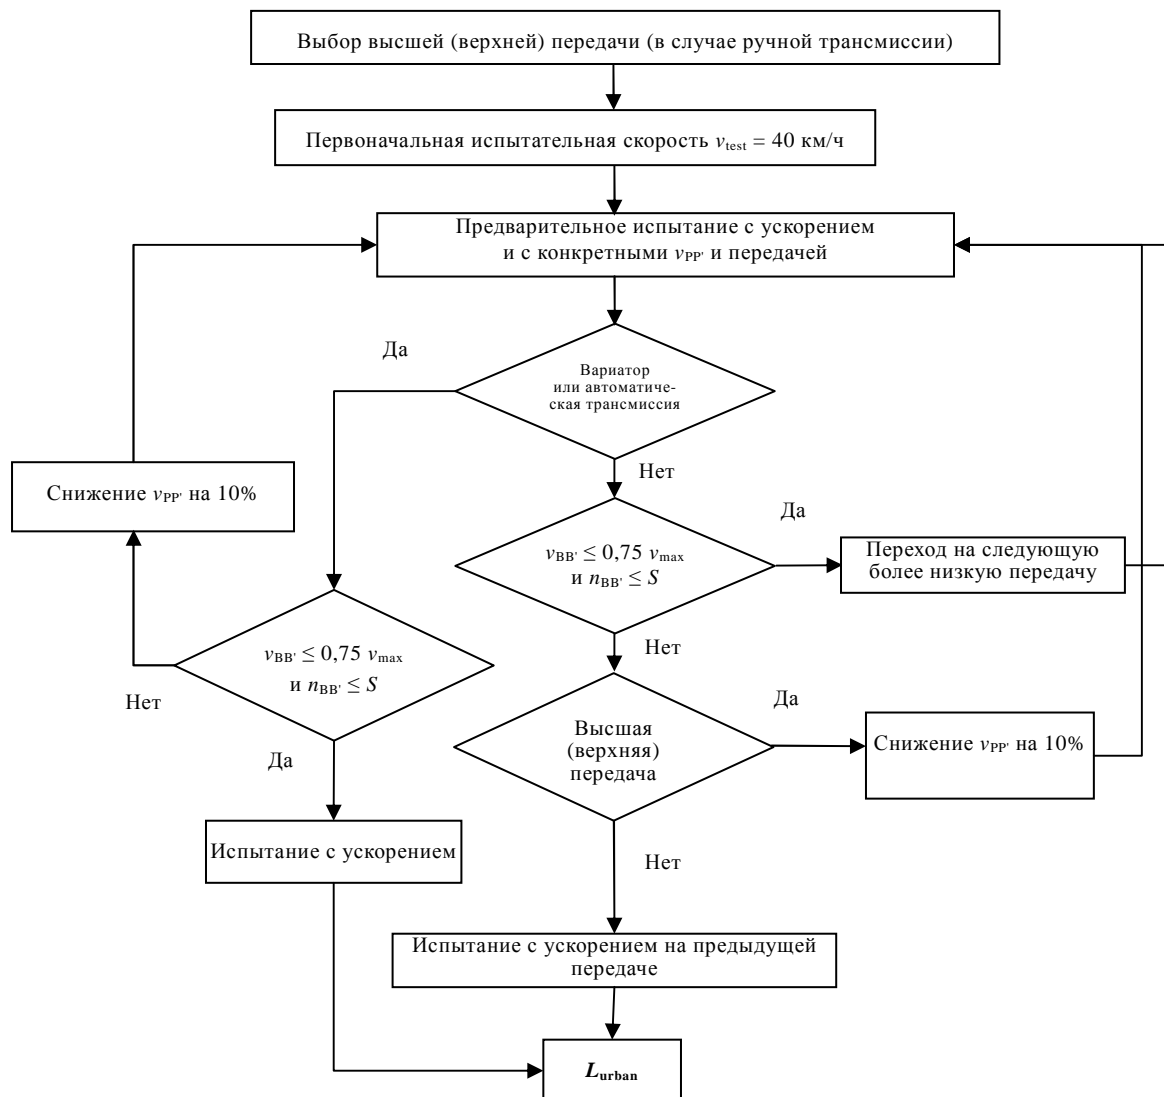 Выбор высшей (верхней) передачи (в случае ручной трансмиссии)
Первоначальная испытательная скорость vtest = 40 км/ч
Предварительное испытание с ускорением
и с конкретными vPP' и передачей
Да
Вариатор
или автоматиче-
ская трансмиссия
Нет
Снижение vPP' на 10%
Да
vBB' ≤ 0,75 vmax
и nBB' ≤ S
Переход на следующую
более низкую передачу
Нет
vBB' ≤ 0,75 vmax
и nBB' ≤ S
Нет
Да
Высшая
(верхняя)
передача
Снижение vPP' на 10%
Да
Испытание с ускорением
Нет
Испытание с ускорением на предыдущей
передаче
Lurban